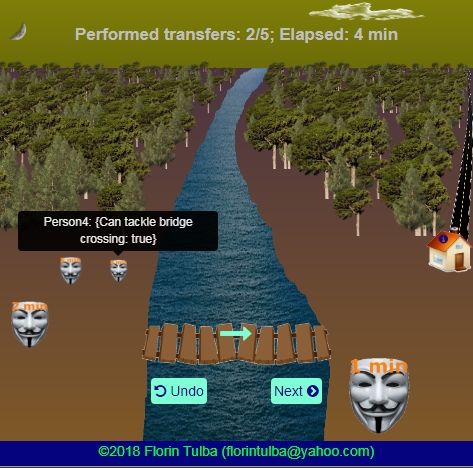 Performed transfers: 2/5; Elapsed: 4 min
Person4: {Can tackle bridge
crossing: true}
2 min
1 min
Undo
Next
©2018 Florin Tulba (florintulba@yahoo.com)